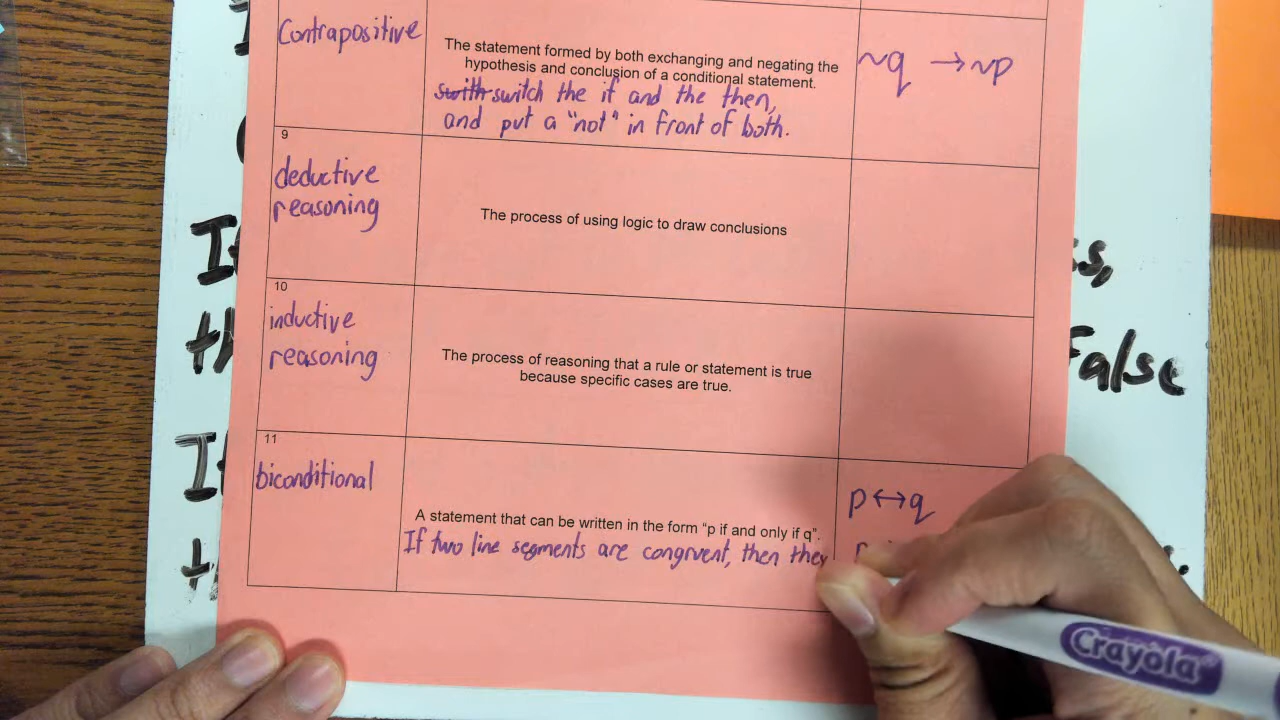 Contrapositive
The statement formed by both exchanging and negating the
hypothesis and conclusion of a conditional statement.
swith switch the if and the then,
and put a "not" in front of both.
~q →~p
9
deductive
reasoning
The process of using logic to draw conclusions
10
inductive
reasoning
The process of reasoning that a rule or statement is true
because specific cases are true.
11
biconditional
A statement that can be written in the form “p if and only if q”.
If two line segments are congruent, then they
p↔q
False
Crayola